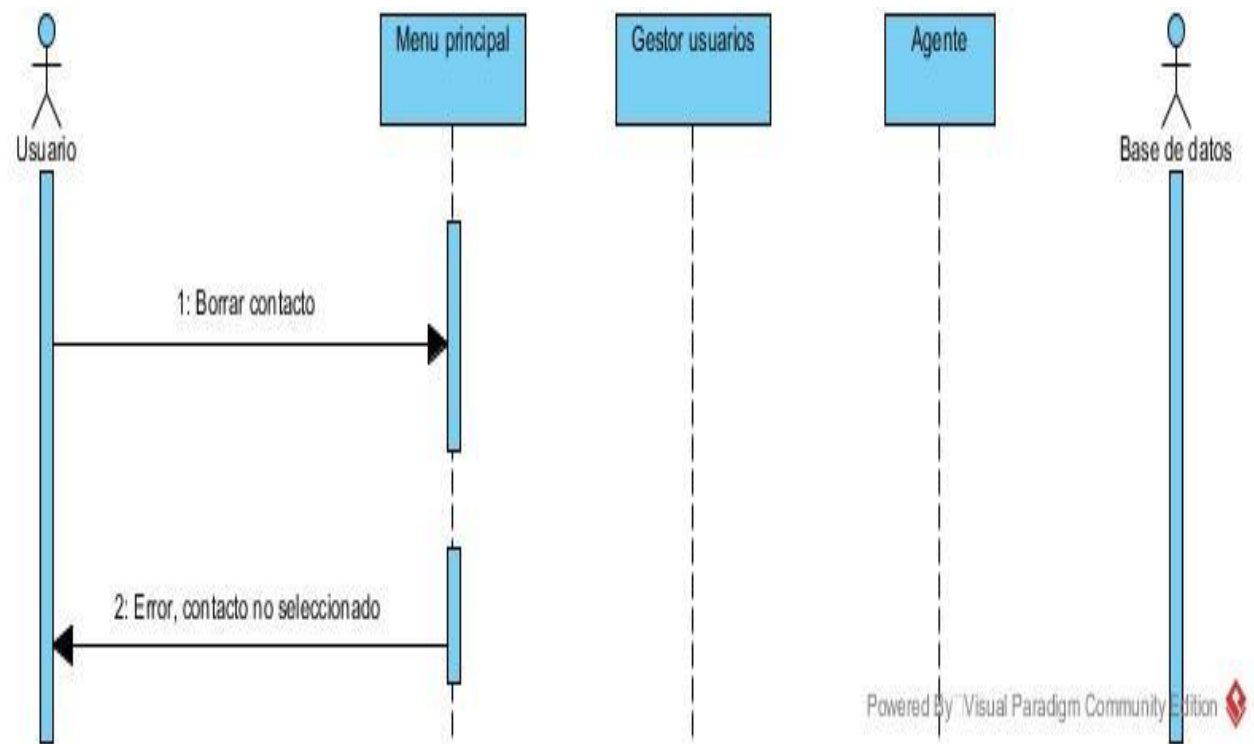 Menu principal
Gestor usuarios
Agente
Usuario
Base de datos
1: Borrar contacto
2: Error, contacto no seleccionado
Powered By Visual Paradigm Community Edition